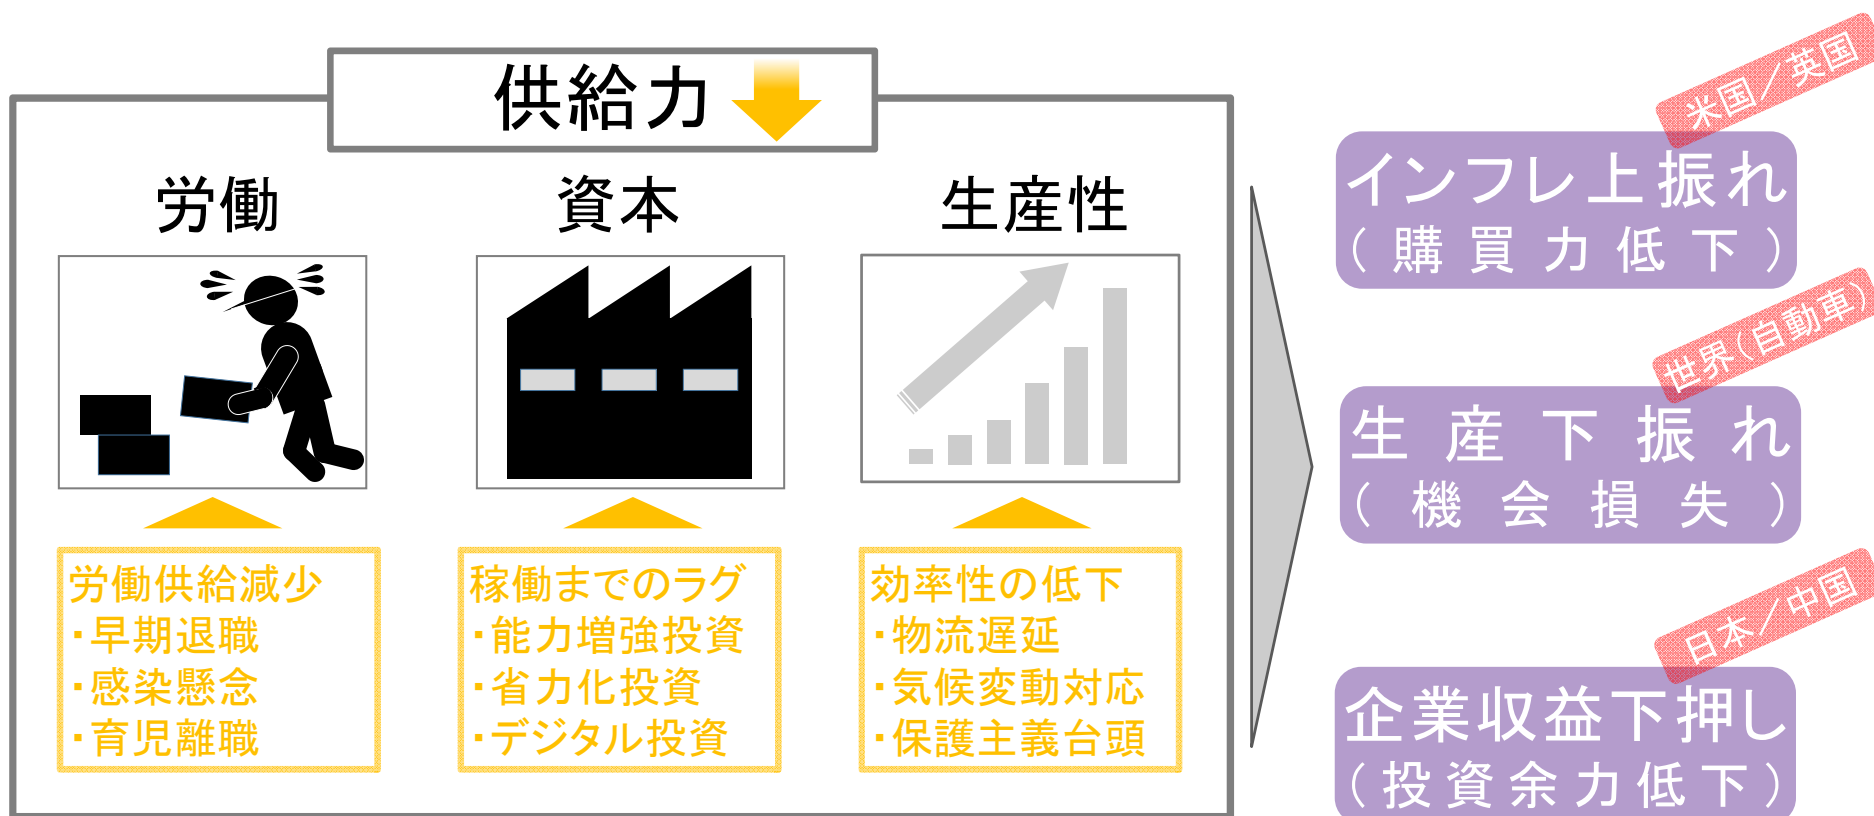 供給力
労働
資本
生産性
労働供給減少
・早期退職
・感染懸念
・育児離職
稼働までのラグ
・能力増強投資
・省力化投資
・デジタル投資
効率性の低下
・物流遅延
・気候変動対応
・保護主義台頭
米国／英国
インフレ上振れ
（購買力低下）
世界（自動車）
生産下振れ
（機会損失）
日本／中国
企業収益下押し
（投資余力低下）